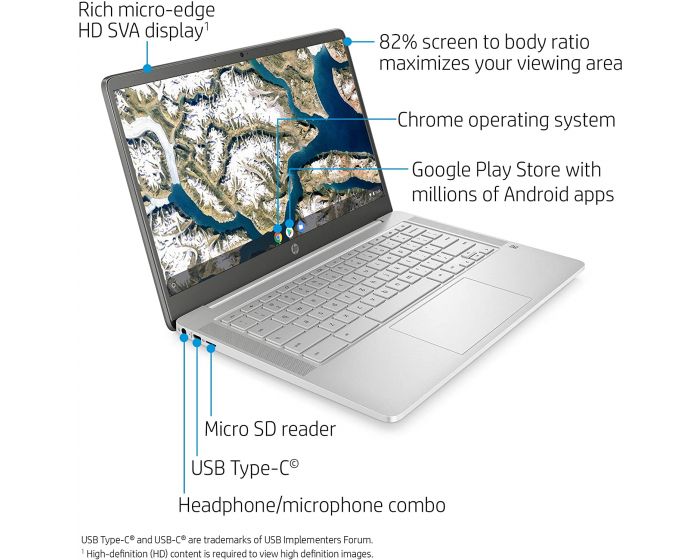 Rich micro-edge
HD SVA display¹
82% screen to body ratio
maximizes your viewing area
Chrome operating system
Google Play Store with
millions of Android apps
hp
Micro SD reader
USB Type-C©
Headphone/microphone combo
USB Type-C® and USB-C® are trademarks of USB Implementers Forum.
¹ High-definition (HD) content is required to view high definition images.